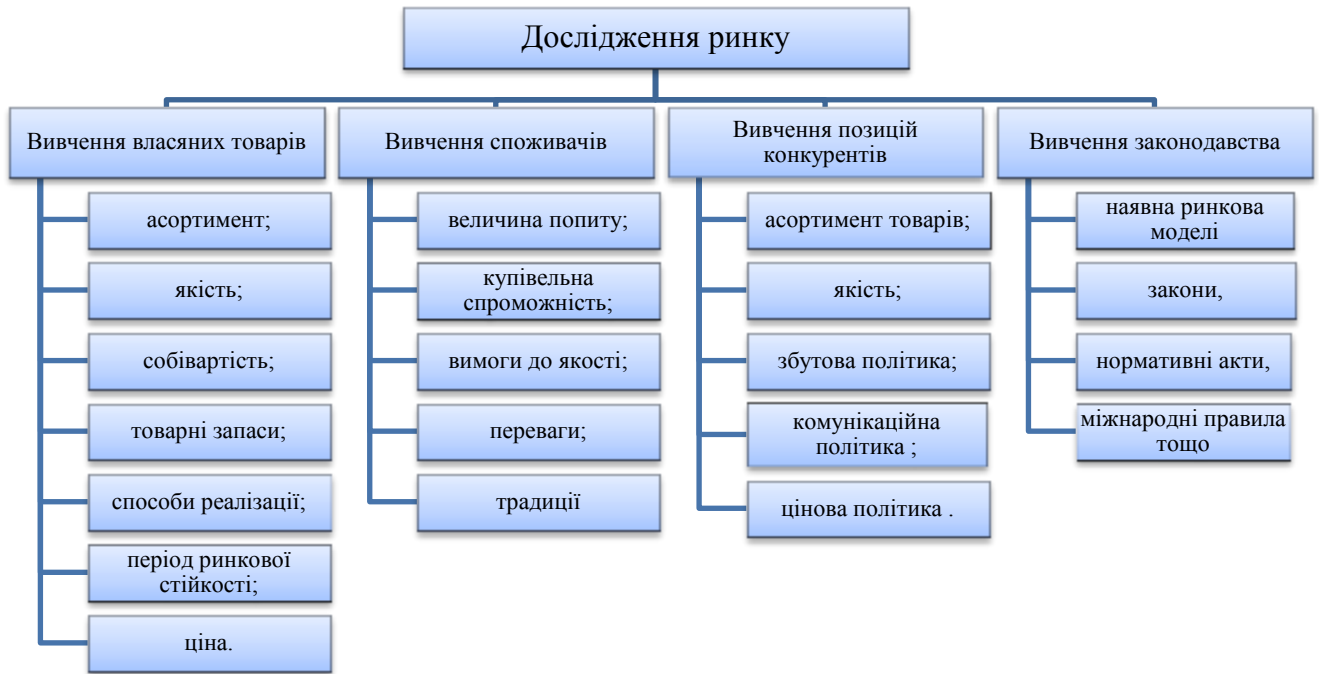 Дослідження ринку
Вивчення власяних товарів
асортимент;
якість;
собівартість;
товарні запаси;
способи реалізації;
період ринкової
стійкості;
ціна.
Вивчення споживачів
величина попиту;
купівельна
спроможність;
вимоги до якості;
переваги;
традиції
Вивчення позицій
конкурентів
асортимент товарів;
якість;
збутова політика;
комунікаційна
політика ;
цінова політика .
Вивчення законодавства
наявна ринкова
моделі
закони,
нормативні акти,
міжнародні правила
тощо